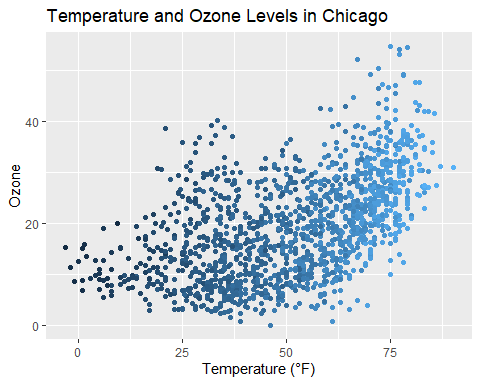 Temperature and Ozone Levels in Chicago
Ozone
40
20
0
0 25 50 75
Temperature (°F)